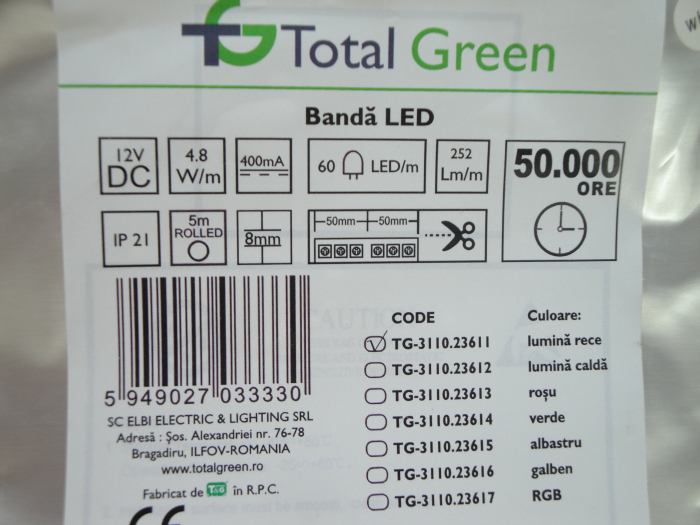 TG Total Green
Bandă LED
12V
DC
4.8
W/m
400mA
60 LED/m
252
Lm/m
50.000
ORE
IP 21
5m
ROLLED
8mm
50mm 50mm
5 949027 033330
SC ELBI ELECTRIC & LIGHTING SRL
Adresă : Șos. Alexandriei nr. 76-78
Bragadiru, ILFOV-ROMANIA
www.totalgreen.ro
Fabricat de T&G în R.P.C.
CE
CODE Culoare:
TG-3110.23611 lumină rece
TG-3110.23612 lumină caldă
TG-3110.23613 roșu
TG-3110.23614 verde
TG-3110.23615 albastru
TG-3110.23616 galben
TG-3110.23617 RGB